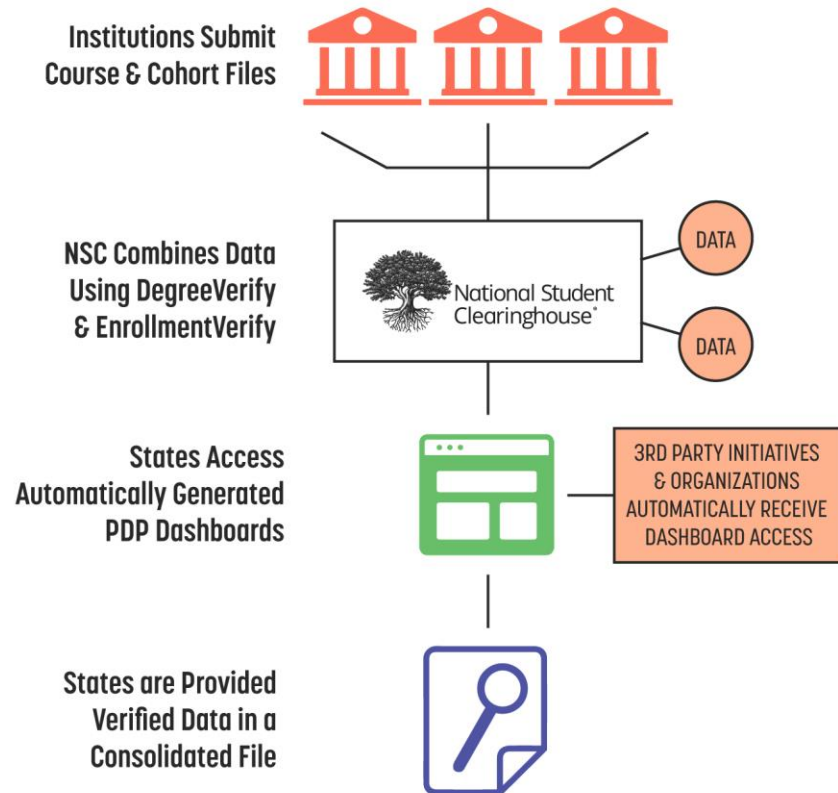 Institutions Submit
Course & Cohort Files
NSC Combines Data
Using DegreeVerify
& EnrollmentVerify
National Student
Clearinghouse®
DATA
DATA
States Access
Automatically Generated
PDP Dashboards
3RD PARTY INITIATIVES
& ORGANIZATIONS
AUTOMATICALLY RECEIVE
DASHBOARD ACCESS
States are Provided
Verified Data in a
Consolidated File